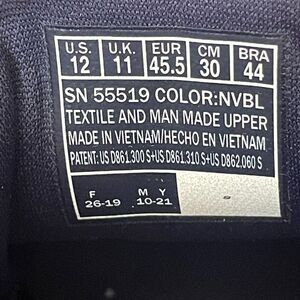 U.S. U.K. EUR CM BRA
12 11 45.5 30 44
SN 55519 COLOR:NVBL
TEXTILE AND MAN MADE UPPER
MADE IN VIETNAM/HECHO EN VIETNAM
PATENT: US D861.300 S+US D861.310 S+US D862.060 S
F M Y
26-19 10-21